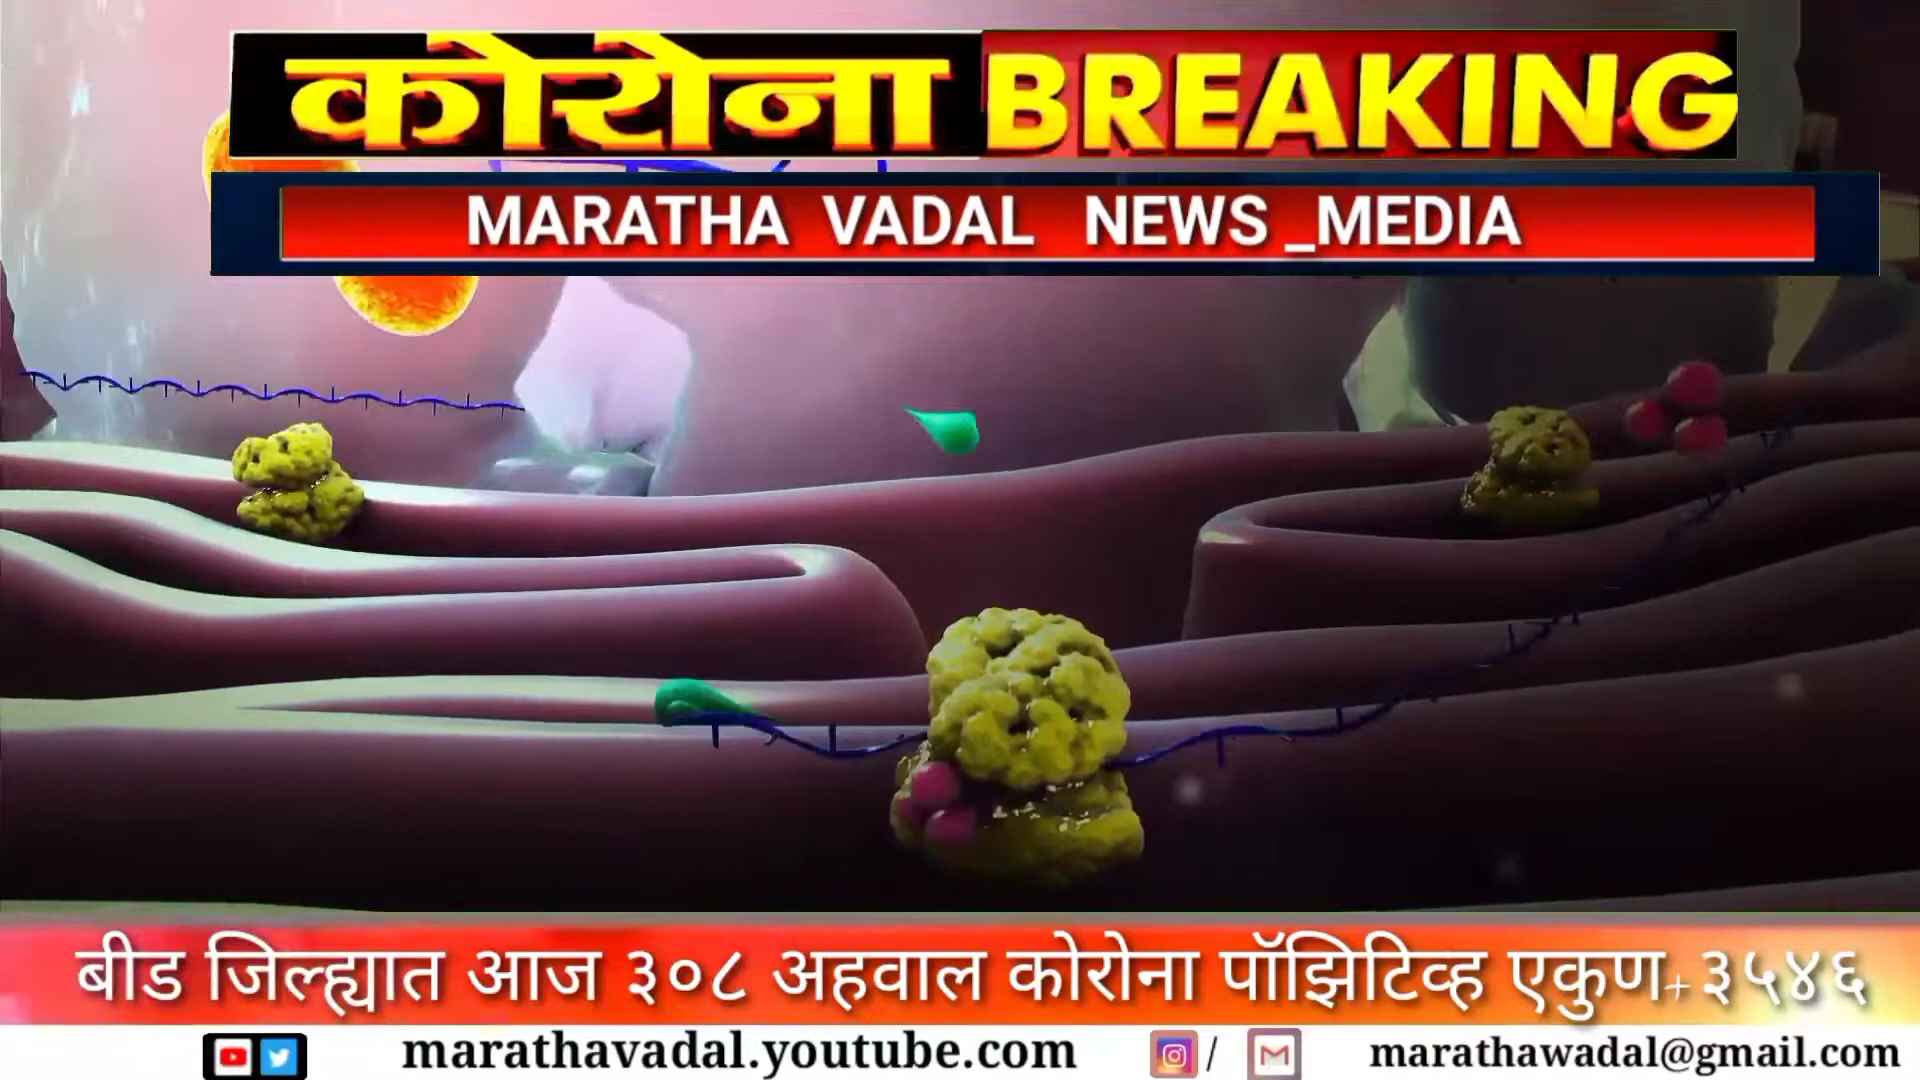 कोरोना BREAKING
MARATHA VADAL NEWS _MEDIA
बीड जिल्ह्यात आज ३०८ अहवाल कोरोना पॉझिटिव्ह एकुण+३५४६
marathavadal.youtube.com / marathawadal@gmail.com